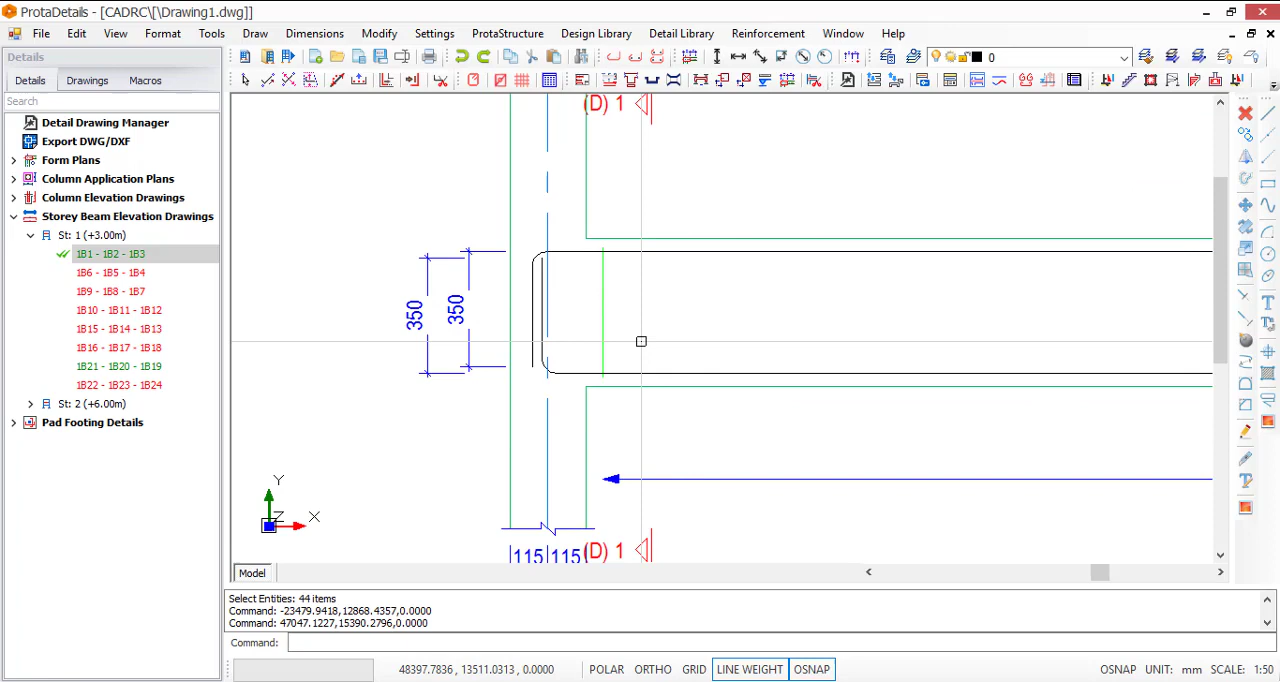 ProtaDetails - [CADRC\[\Drawing1.dwg]]
File Edit View Format Tools Draw Dimensions Modify Settings ProtaStructure Design Library Detail Library Reinforcement Window Help
Details
0
Details Drawings Macros
Search
Detail Drawing Manager
Export DWG/DXF
Form Plans
Column Application Plans
Column Elevation Drawings
Storey Beam Elevation Drawings
St: 1 (+3.00m)
1B1 - 1B2 - 1B3
1B6 - 1B5 - 1B4
1B9 - 1B8 - 1B7
1B10 - 1B11 - 1B12
1B15 - 1B14 - 1B13
1B16 - 1B17 - 1B18
1B21 - 1B20 - 1B19
1B22 - 1B23 - 1B24
St: 2 (+6.00m)
Pad Footing Details
(D) 1
350
350
Y
Z
X
115
115
(D) 1
Model
Select Entities: 44 items
Command: -23479.9418,12868.4357,0.0000
Command: 47047.1227,15390.2796,0.0000
Command:
48397.7836 , 13511.0313 , 0.0000
POLAR ORTHO GRID LINE WEIGHT OSNAP
OSNAP UNIT: mm SCALE: 1:50